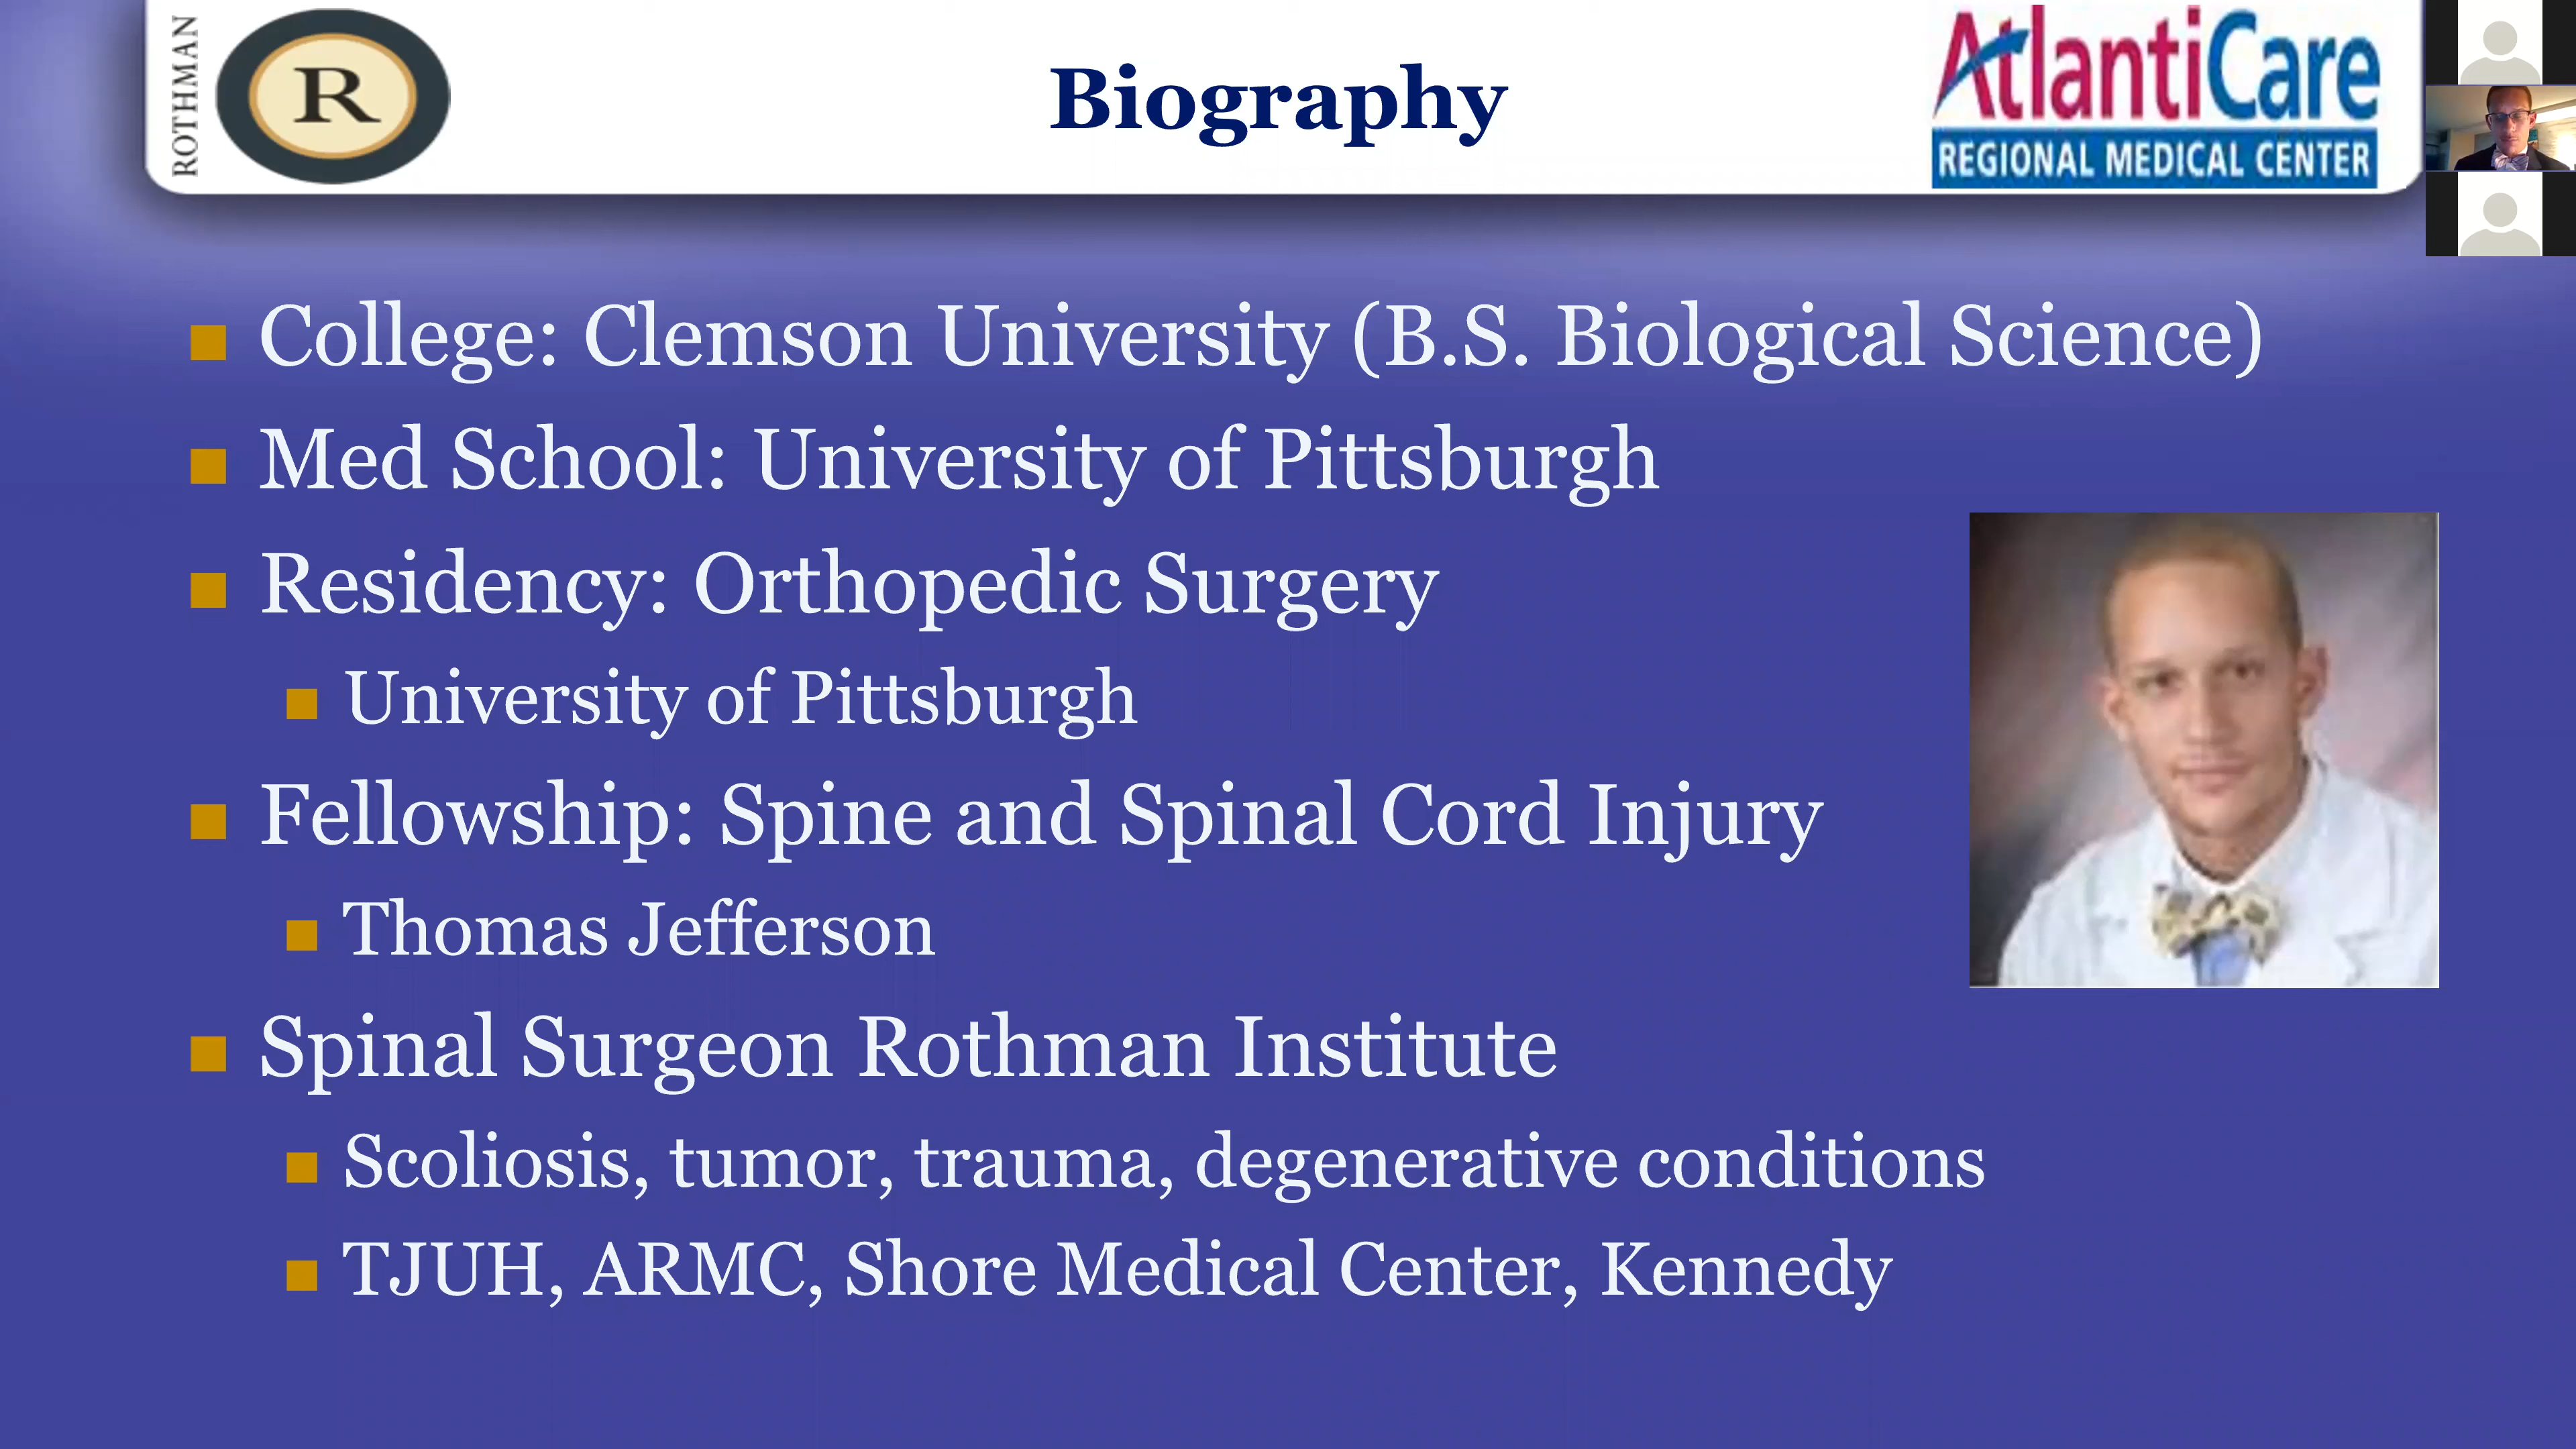 ROTHMAN
R
Biography
AtlantiCare
REGIONAL MEDICAL CENTER
College: Clemson University (B.S. Biological Science)
Med School: University of Pittsburgh
Residency: Orthopedic Surgery
University of Pittsburgh
Fellowship: Spine and Spinal Cord Injury
Thomas Jefferson
Spinal Surgeon Rothman Institute
Scoliosis, tumor, trauma, degenerative conditions
TJUH, ARMC, Shore Medical Center, Kennedy